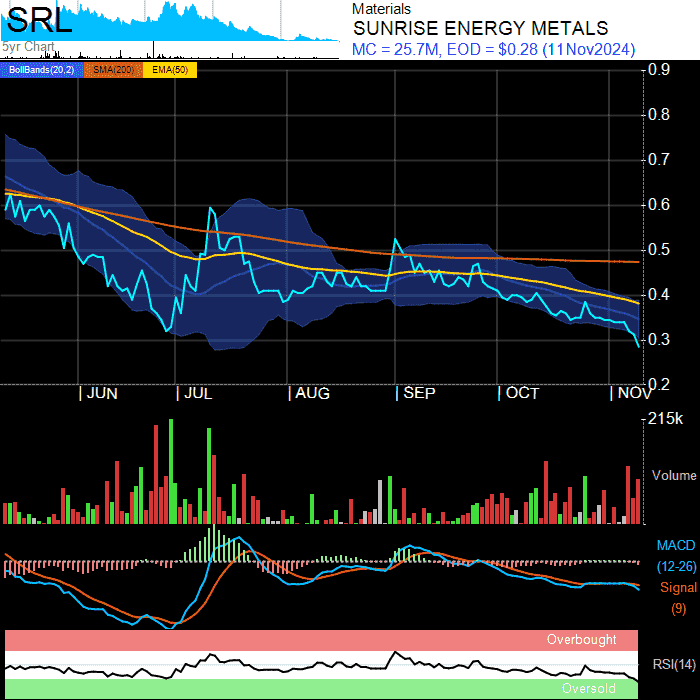 SRL
5yr Chart
Materials
SUNRISE ENERGY METALS
MC = 25.7M, EOD = $0.28 (11Nov2024)
BollBands(20,2) SMA(200) EMA(50)
0.9
0.8
0.7
0.6
0.5
0.4
0.3
0.2
JUN JUL AUG SEP OCT NOV
215k
Volume
MACD
(12-26)
Signal
(9)
Overbought
RSI(14)
Oversold